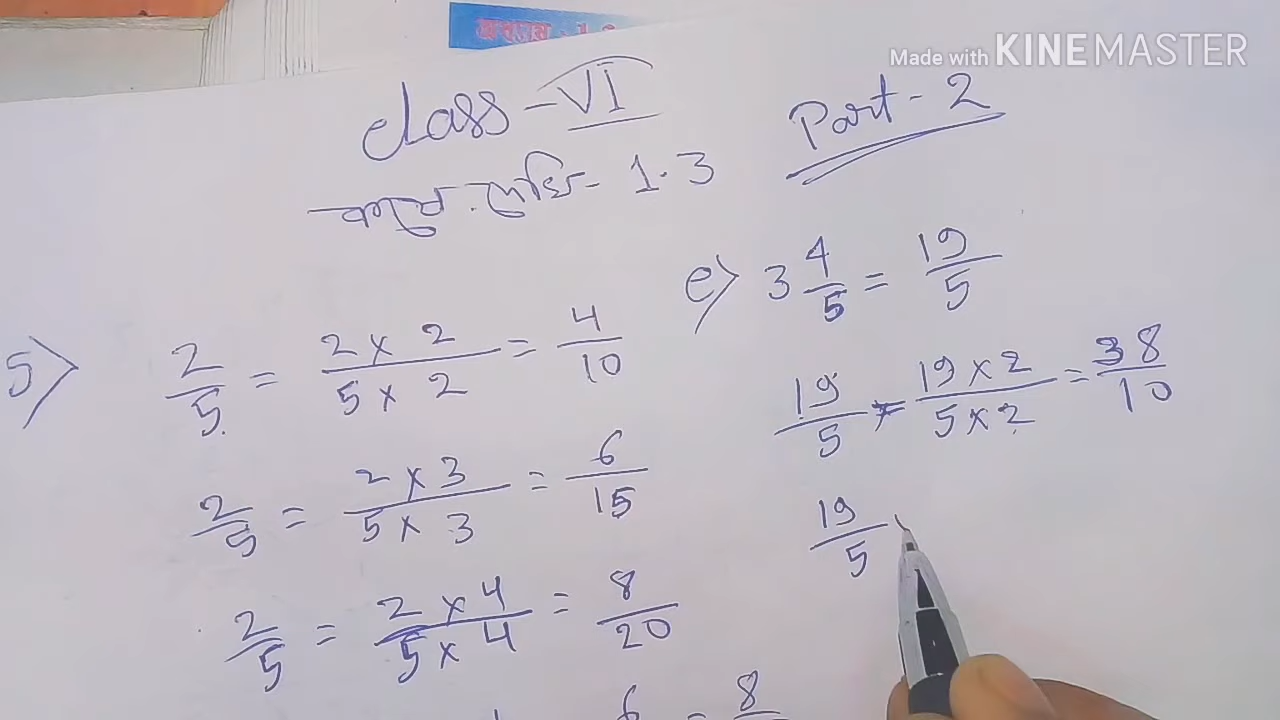 Made with KINEMASTER
Class - VI
Part - 2
কষে দেখি - 1.3
5) 2/5 = 2 × 2 / 5 × 2 = 4/10
2/5 = 2 × 3 / 5 × 3 = 6/15
2/5 = 2 × 4 / 5 × 4 = 8/20
6 = 8
e) 3 4/5 = 19/5
19/5 = 19 × 2 / 5 × 2 = 38/10
19/5